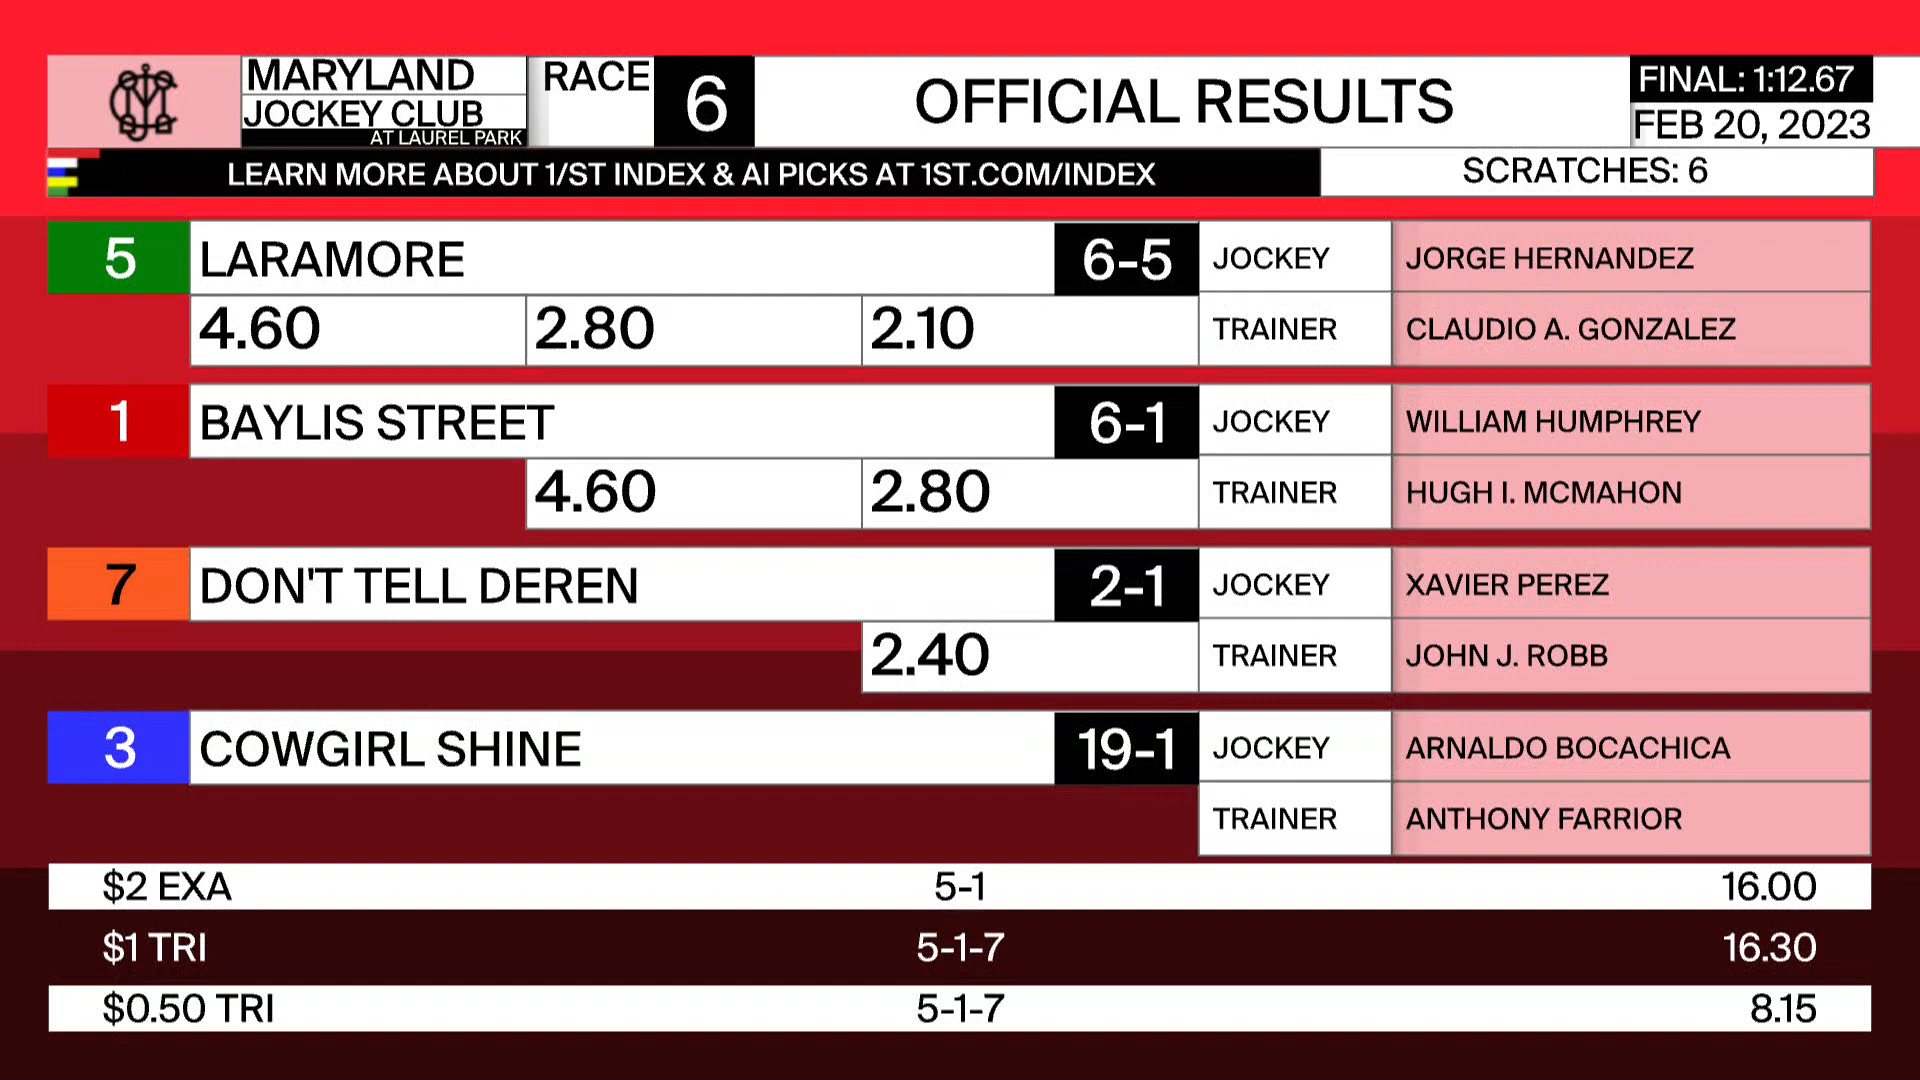 MARYLAND
JOCKEY CLUB
AT LAUREL PARK
RACE 6
OFFICIAL RESULTS
FINAL: 1:12.67
FEB 20, 2023
LEARN MORE ABOUT 1/ST INDEX & AI PICKS AT 1ST.COM/INDEX
SCRATCHES: 6
5 LARAMORE 6-5 JOCKEY JORGE HERNANDEZ
4.60 2.80 2.10 TRAINER CLAUDIO A. GONZALEZ
1 BAYLIS STREET 6-1 JOCKEY WILLIAM HUMPHREY
4.60 2.80 TRAINER HUGH I. MCMAHON
7 DON'T TELL DEREN 2-1 JOCKEY XAVIER PEREZ
2.40 TRAINER JOHN J. ROBB
3 COWGIRL SHINE 19-1 JOCKEY ARNALDO BOCACHICA
TRAINER ANTHONY FARRIOR
$2 EXA 5-1 16.00
$1 TRI 5-1-7 16.30
$0.50 TRI 5-1-7 8.15